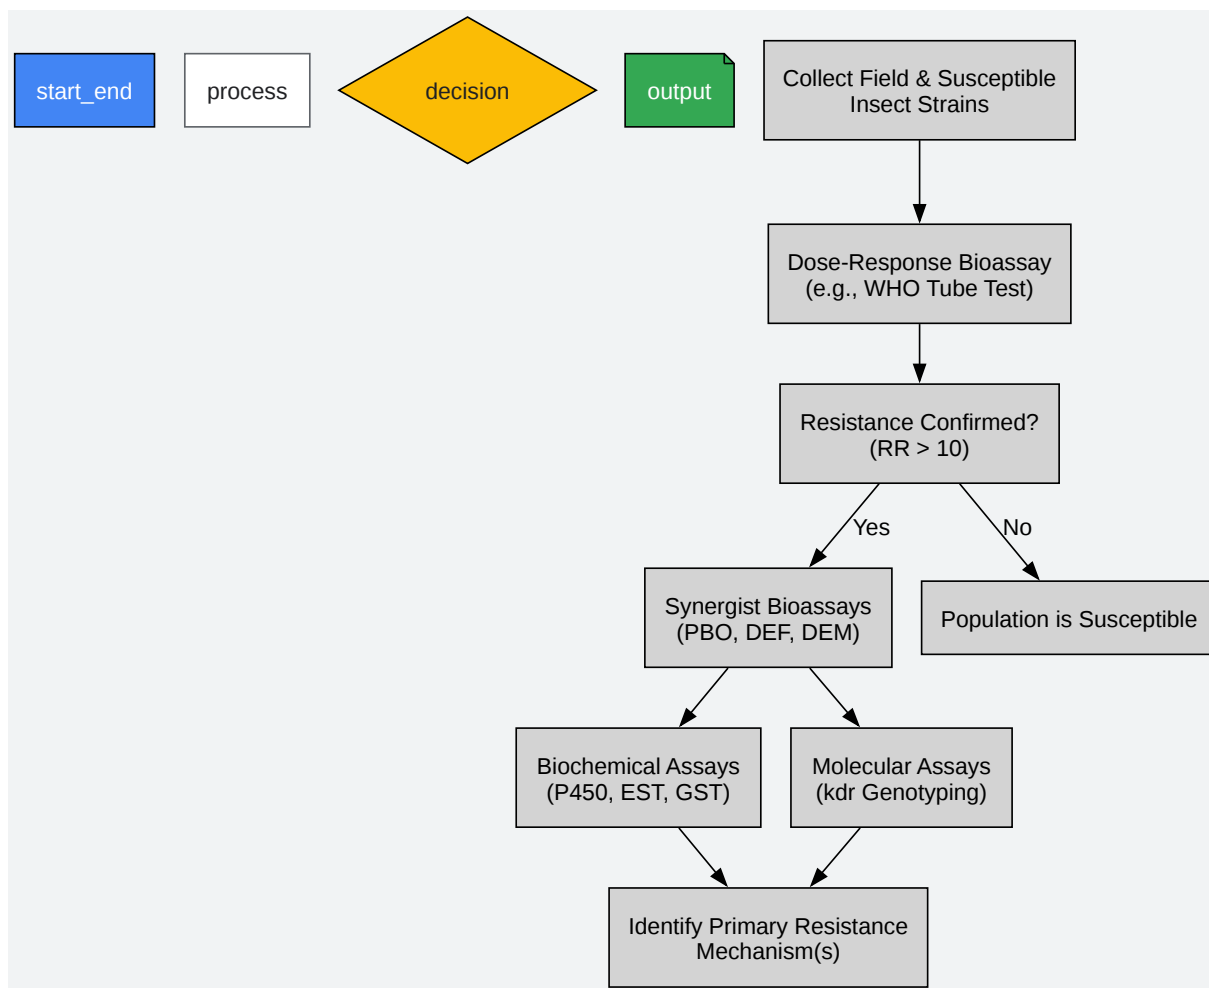 start_end
process
decision
output
Collect Field & Susceptible
Insect Strains
Dose-Response Bioassay
(e.g., WHO Tube Test)
Resistance Confirmed?
(RR > 10)
Yes
No
Synergist Bioassays
(PBO, DEF, DEM)
Population is Susceptible
Biochemical Assays
(P450, EST, GST)
Molecular Assays
(kdr Genotyping)
Identify Primary Resistance
Mechanism(s)